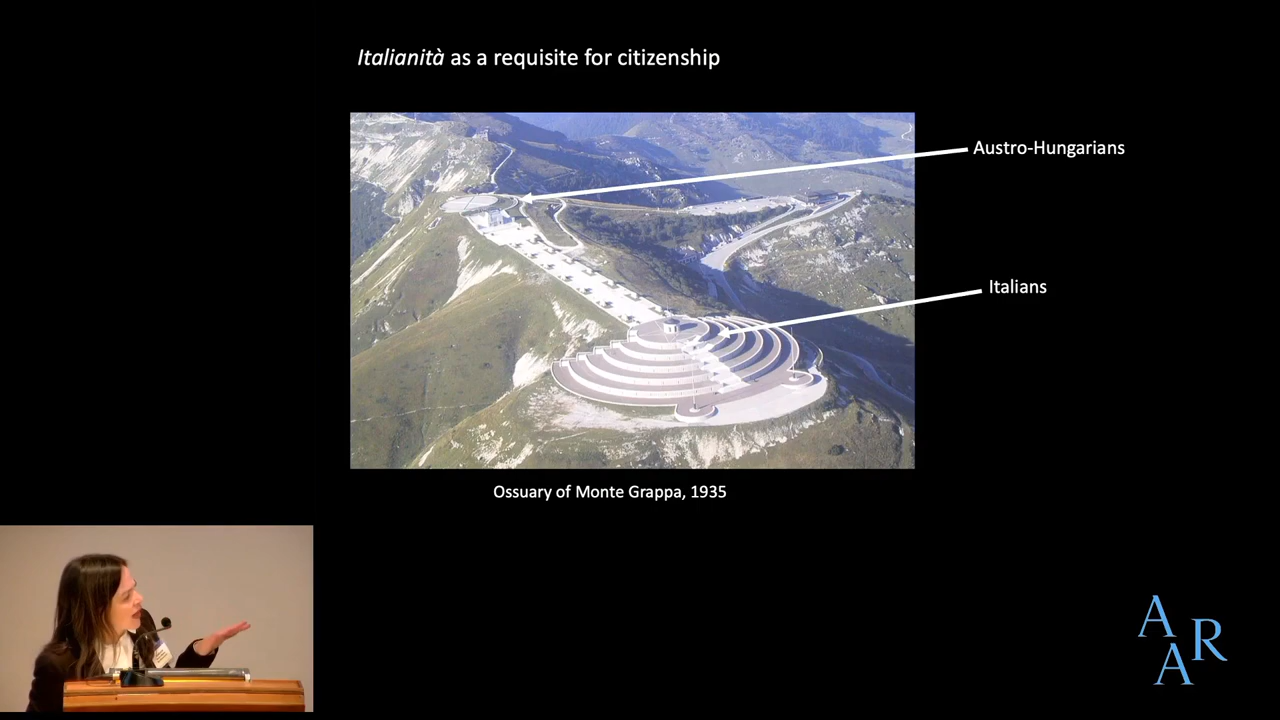 Italianità as a requisite for citizenship
Austro-Hungarians
Italians
Ossuary of Monte Grappa, 1935
A
R
A